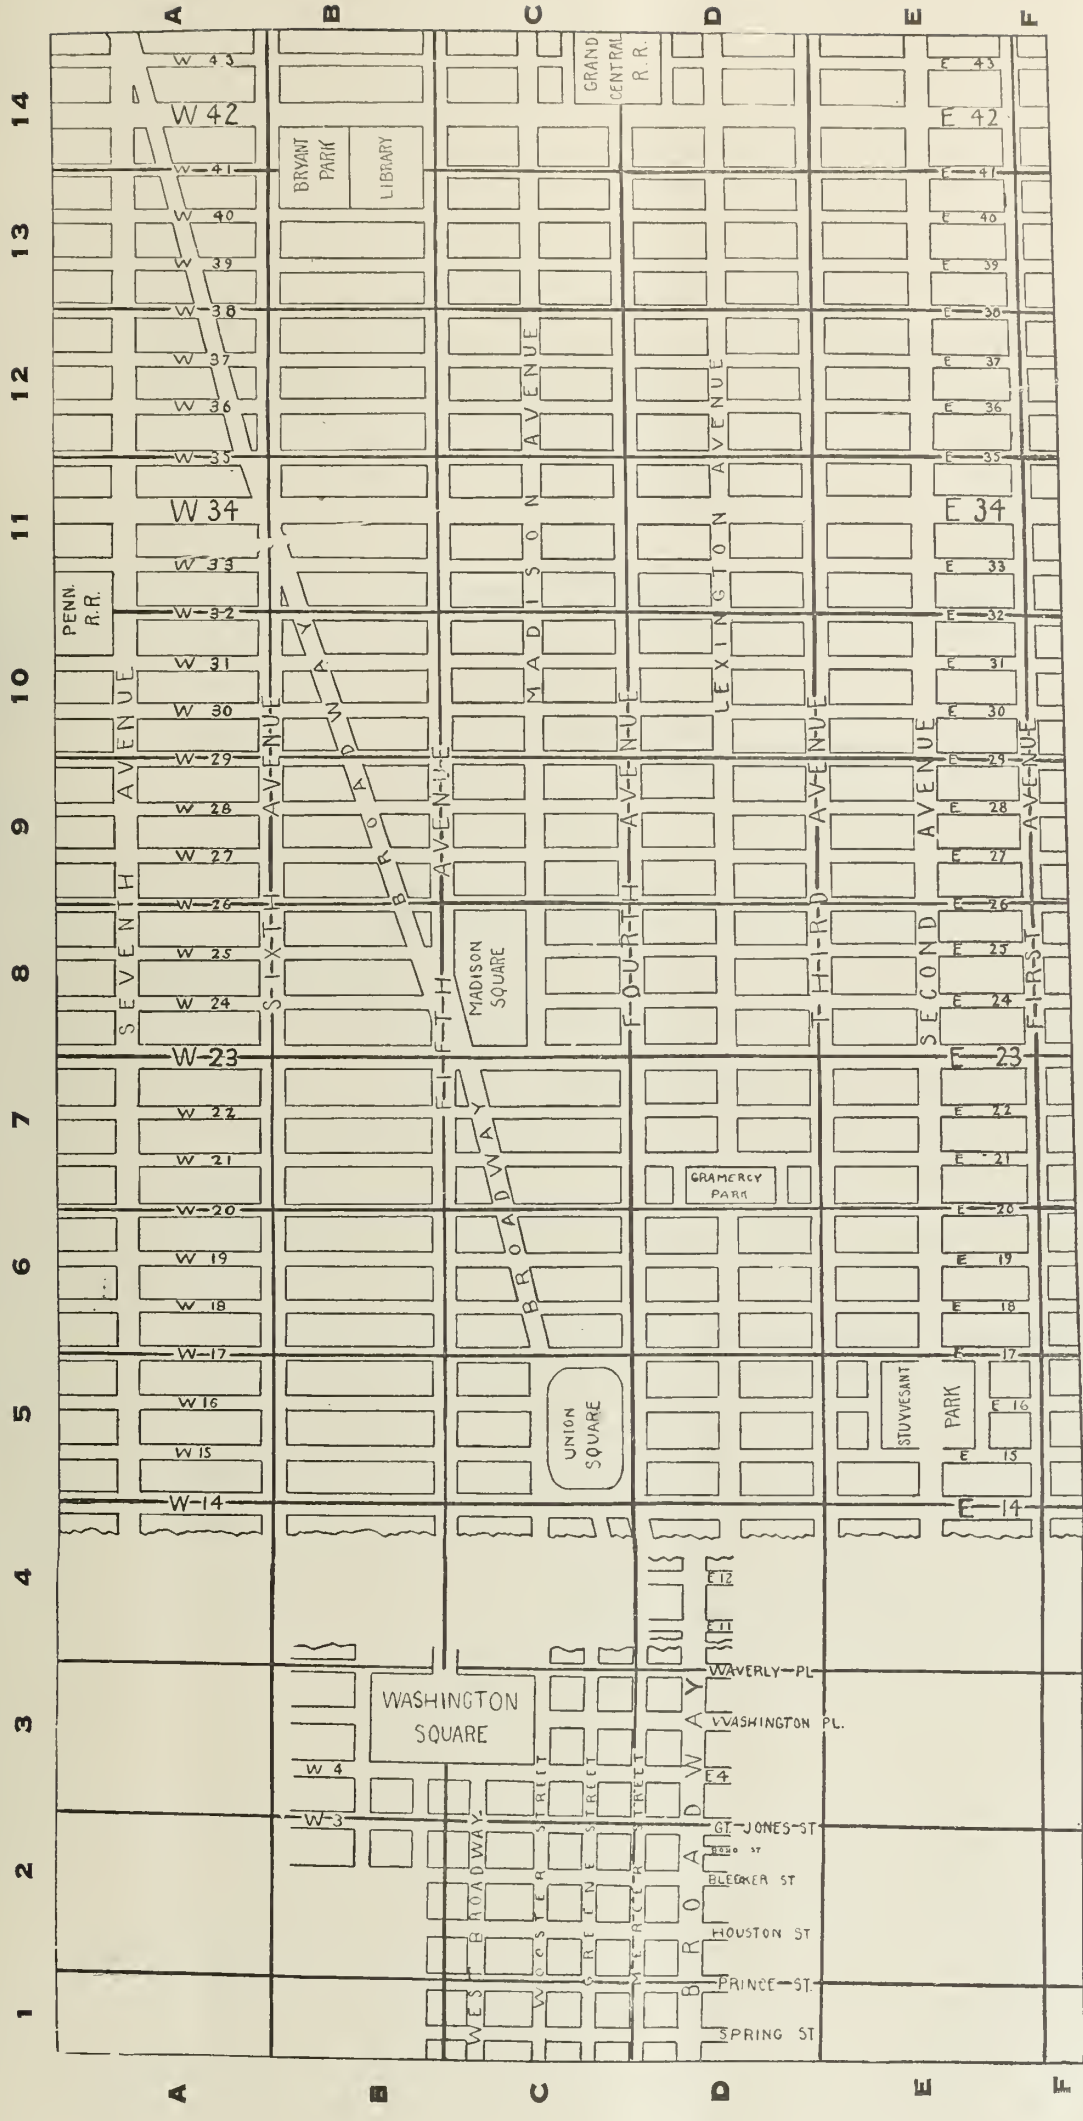 A
B
C
D
E
F
14
13
12
11
10
9
8
7
6
5
4
3
2
1
W 43
E 43
W 42
E 42
W 41
E 41
W 40
E 40
W 39
E 39
W 38
E 38
W 37
E 37
W 36
E 36
W 35
E 35
W 34
E 34
W 33
E 33
W 32
E 32
W 31
E 31
W 30
E 30
W 29
E 29
W 28
E 28
W 27
E 27
W 26
E 26
W 25
E 25
W 24
E 24
W 23
E 23
W 22
E 22
W 21
E 21
W 20
E 20
W 19
E 19
W 18
E 18
W 17
E 17
W 16
E 16
W 15
E 15
W 14
E 14
GRAND
CENTRAL
R.R.
BRYANT
PARK
LIBRARY
PENN.
R.R.
SEVENTH AVENUE
SIXTH AVENUE
BROADWAY
FIFTH AVENUE
MADISON AVENUE
FOURTH AVENUE
LEXINGTON AVENUE
THIRD AVENUE
SECOND AVENUE
FIRST AVENUE
MADISON
SQUARE
BROADWAY
GRAMERCY
PARK
UNION
SQUARE
STUYVESANT
PARK
E 12
E 11
WAVERLY PL
WASHINGTON
SQUARE
WASHINGTON PL.
W 4
E 4
W 3
GT. JONES ST
BOND ST
BLEEKER ST
HOUSTON ST
PRINCE ST.
SPRING ST
WEST BROADWAY
WOOSTER STREET
GREENE STREET
MERCER STREET
BROADWAY
A
B
C
D
E
F